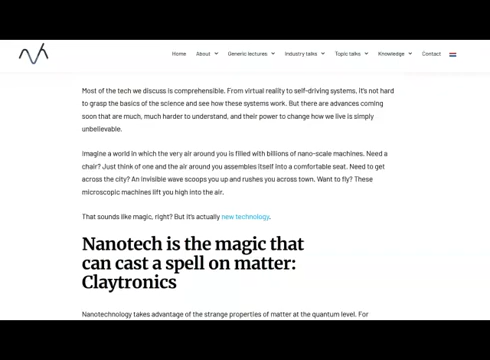 Home About Generic lectures Industry talks Topic talks Knowledge Contact
Most of the tech we discuss is comprehensible. From virtual reality to self-driving systems, it's not hard
to grasp the basics of the science and see how these systems work. But there are advances coming
soon that are much, much harder to understand, and their power to change how we live is simply
unbelievable.
Imagine a world in which the very air around you is filled with billions of nano-scale machines. Need a
chair? Just think of one and the air around you assembles itself into a comfortable seat. Need to get
across the city? An invisible wave scoops you up and rushes you across town. Want to fly? These
microscopic machines lift you high into the air.
That sounds like magic, right? But it's actually new technology.
Nanotech is the magic that
can cast a spell on matter:
Claytronics
Nanotechnology takes advantage of the strange properties of matter at the quantum level. For